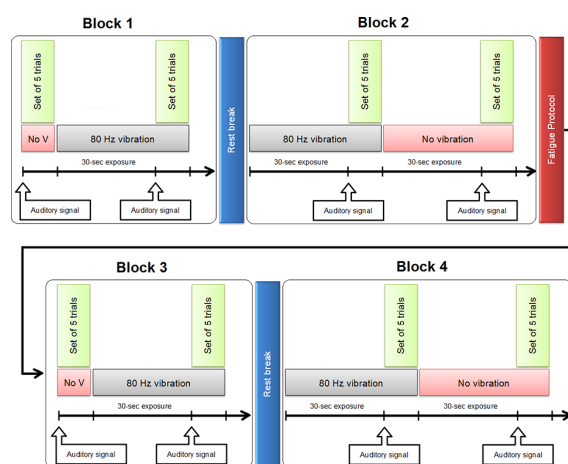 Block 1
Block 2
Set of 5 trials
Set of 5 trials
Set of 5 trials
Set of 5 trials
No V
80 Hz vibration
Rest break
80 Hz vibration
No vibration
Fatigue Protocol
30-sec exposure
30-sec exposure
30-sec exposure
Auditory signal
Auditory signal
Auditory signal
Auditory signal
Block 3
Block 4
Set of 5 trials
Set of 5 trials
Set of 5 trials
Set of 5 trials
No V
80 Hz vibration
Rest break
80 Hz vibration
No vibration
30-sec exposure
30-sec exposure
30-sec exposure
Auditory signal
Auditory signal
Auditory signal
Auditory signal